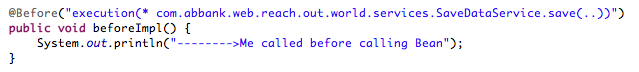 @Before("execution(* com.abbank.web.reach.out.world.services.SaveDataService.save(..))")
public void beforeImpl() {
    System.out.println("-------->Me called before calling Bean");
}